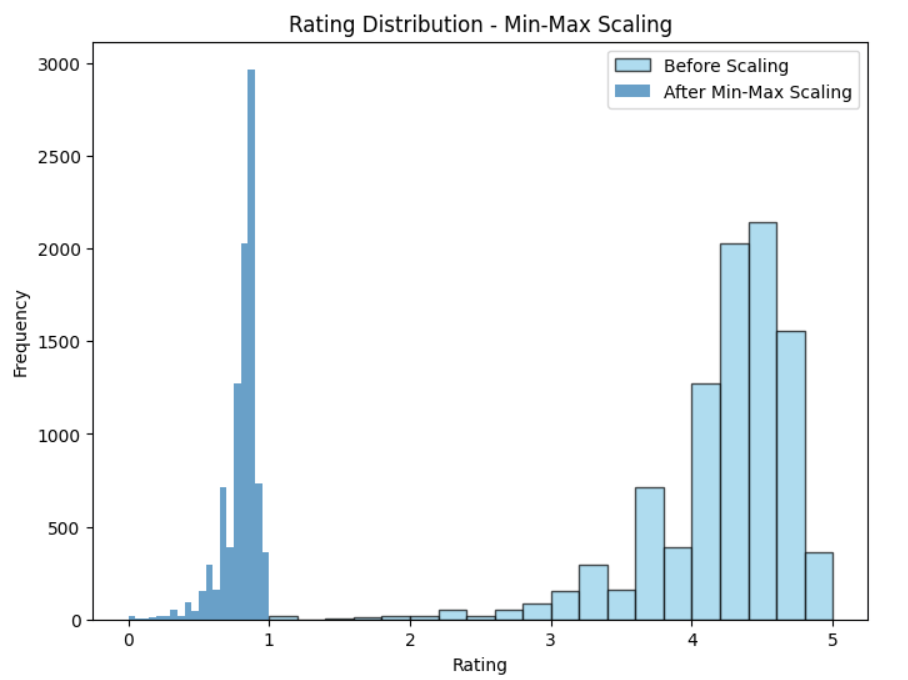 Rating Distribution - Min-Max Scaling
Before Scaling
After Min-Max Scaling
3000
2500
2000
1500
1000
500
0
Frequency
0 1 2 3 4 5
Rating